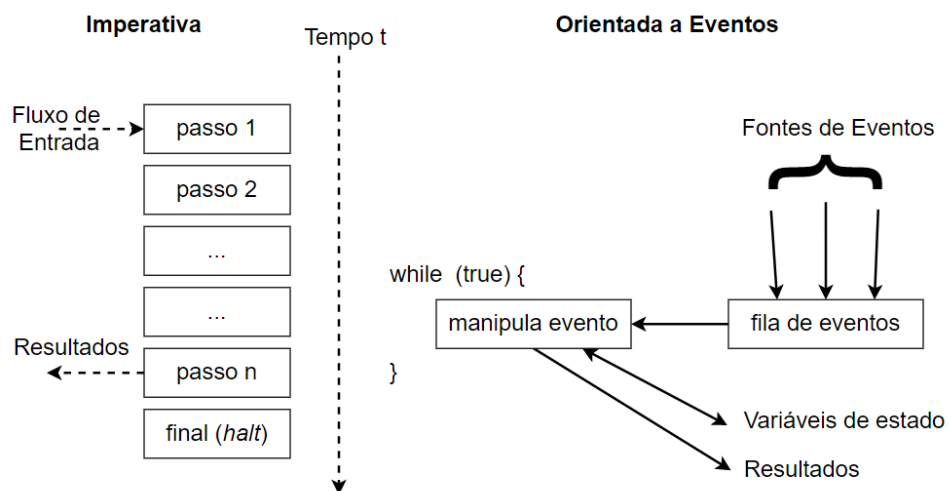 Imperativa
Tempo t
Orientada a Eventos
Fluxo de
Entrada
passo 1
passo 2
...
...
Resultados
passo n
final (halt)
Fontes de Eventos
while (true) {
manipula evento
fila de eventos
}
Variáveis de estado
Resultados